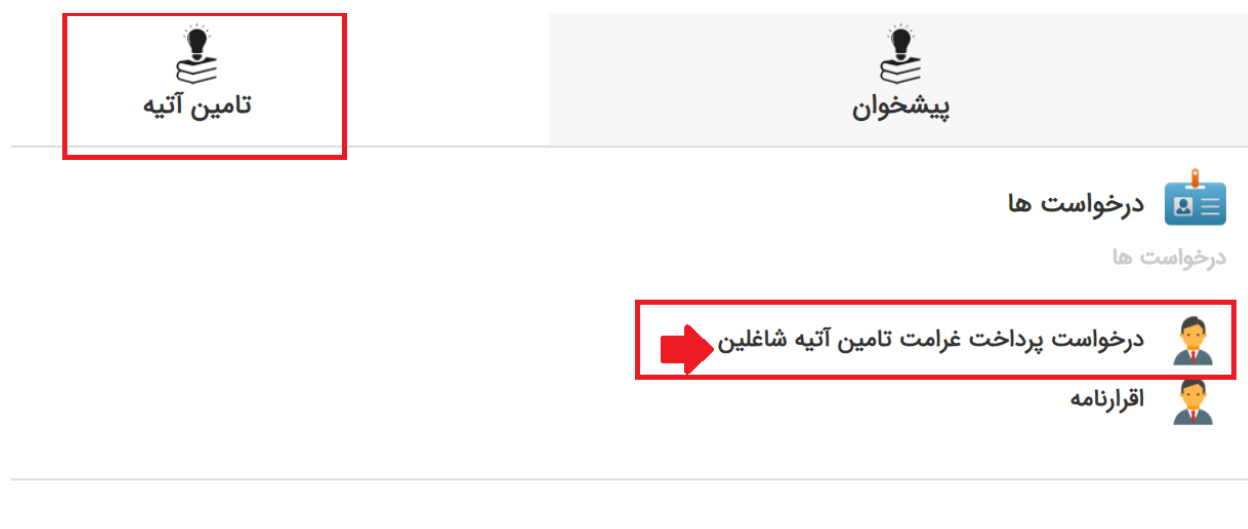 پیشخوان
تامین آتیه
درخواست ها
درخواست ها
درخواست پرداخت غرامت تامین آتیه شاغلین
اقرارنامه